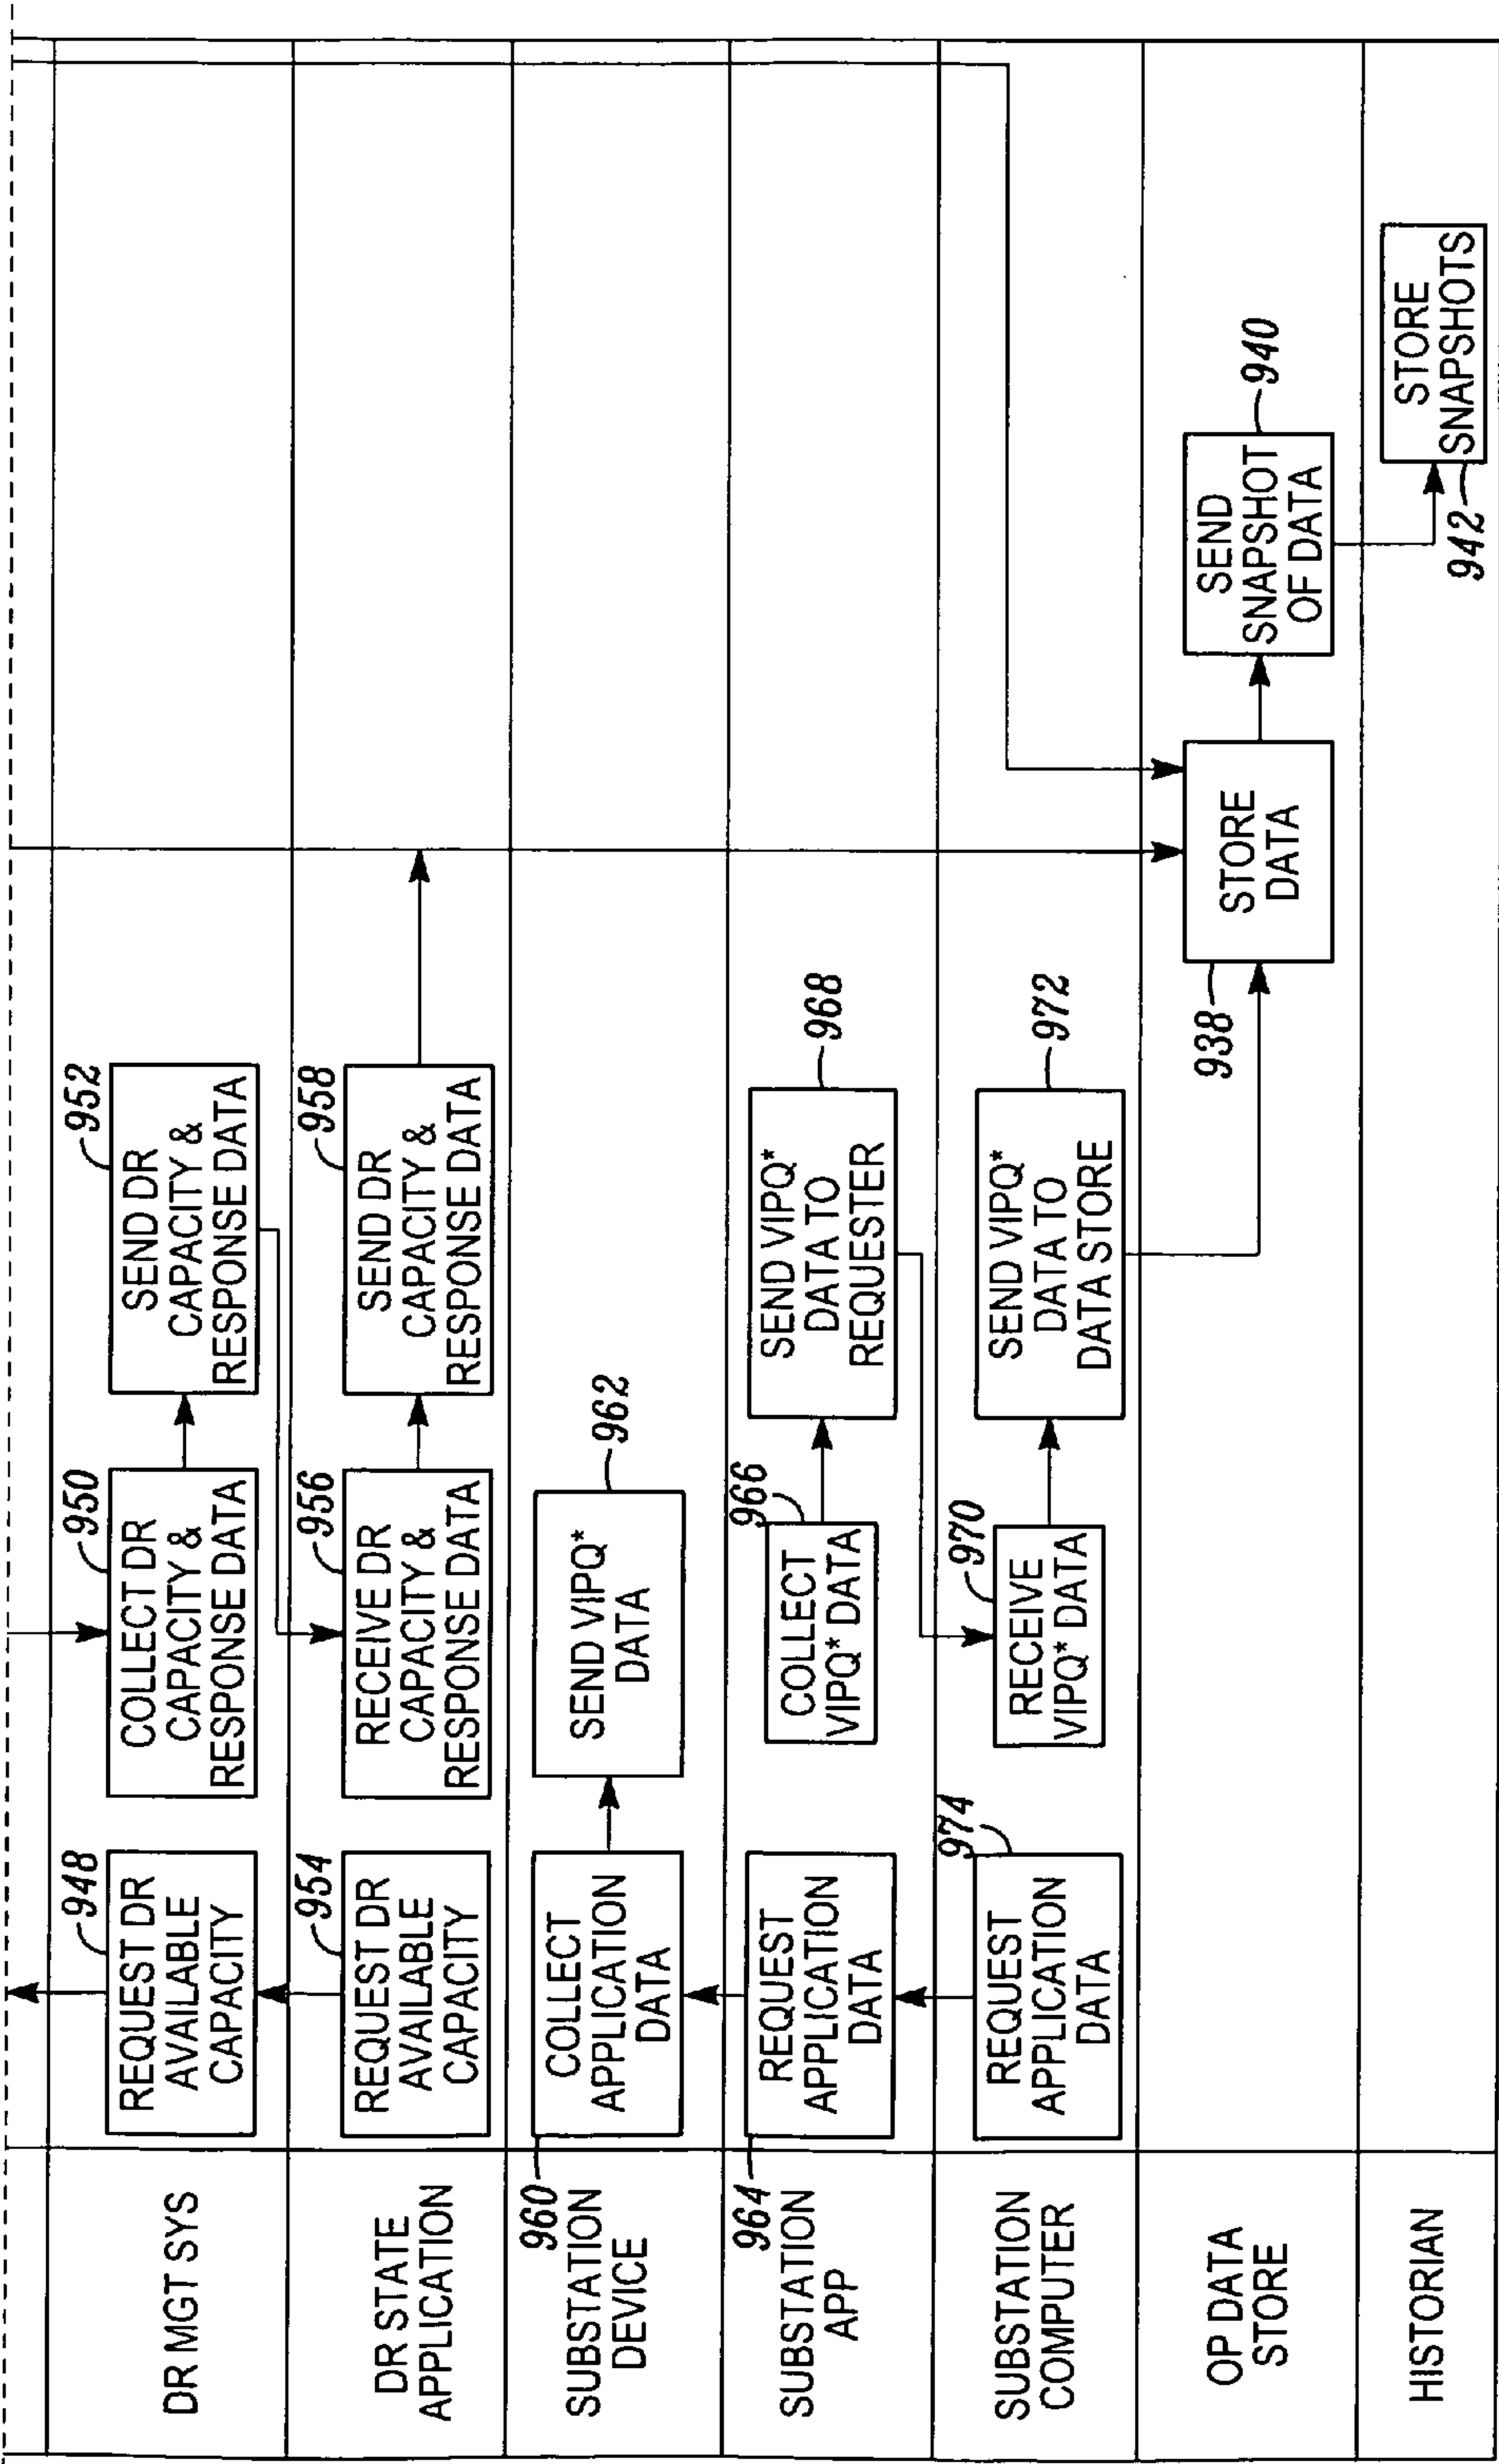 DR MGT SYS
948
REQUEST DR
AVAILABLE
CAPACITY
950
COLLECT DR
CAPACITY &
RESPONSE DATA
952
SEND DR
CAPACITY &
RESPONSE DATA
DR STATE
APPLICATION
954
REQUEST DR
AVAILABLE
CAPACITY
956
RECEIVE DR
CAPACITY &
RESPONSE DATA
958
SEND DR
CAPACITY &
RESPONSE DATA
SUBSTATION
DEVICE
960
COLLECT
APPLICATION
DATA
SEND VIPQ*
DATA
962
SUBSTATION
APP
964
REQUEST
APPLICATION
DATA
966
COLLECT
VIPQ* DATA
SEND VIPQ*
DATA TO
REQUESTER
968
SUBSTATION
COMPUTER
974
REQUEST
APPLICATION
DATA
970
RECEIVE
VIPQ* DATA
SEND VIPQ*
DATA TO
DATA STORE
972
OP DATA
STORE
938
STORE
DATA
SEND
SNAPSHOT
OF DATA
940
HISTORIAN
942
STORE
SNAPSHOTS